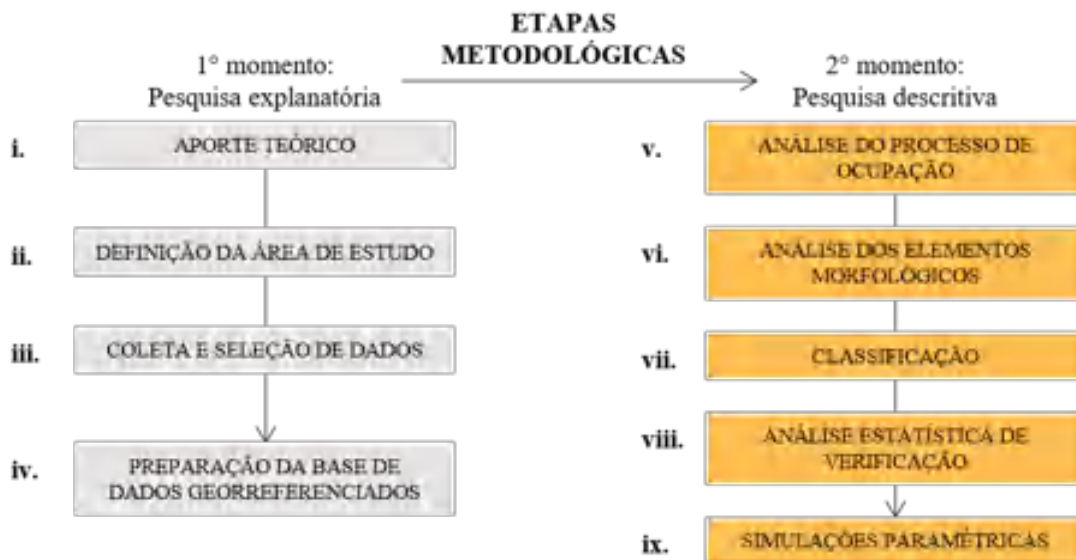 ETAPAS
METODOLÓGICAS
1° momento:
Pesquisa explanatória
i. APORTE TEÓRICO
ii. DEFINIÇÃO DA ÁREA DE ESTUDO
iii. COLETA E SELEÇÃO DE DADOS
iv. PREPARAÇÃO DA BASE DE
DADOS GEORREFERENCIADOS
2° momento:
Pesquisa descritiva
v. ANÁLISE DO PROCESSO DE
OCUPAÇÃO
vi. ANÁLISE DOS ELEMENTOS
MORFOLÓGICOS
vii. CLASSIFICAÇÃO
viii. ANÁLISE ESTATÍSTICA DE
VERIFICAÇÃO
ix. SIMULAÇÕES PARAMÉTRICAS